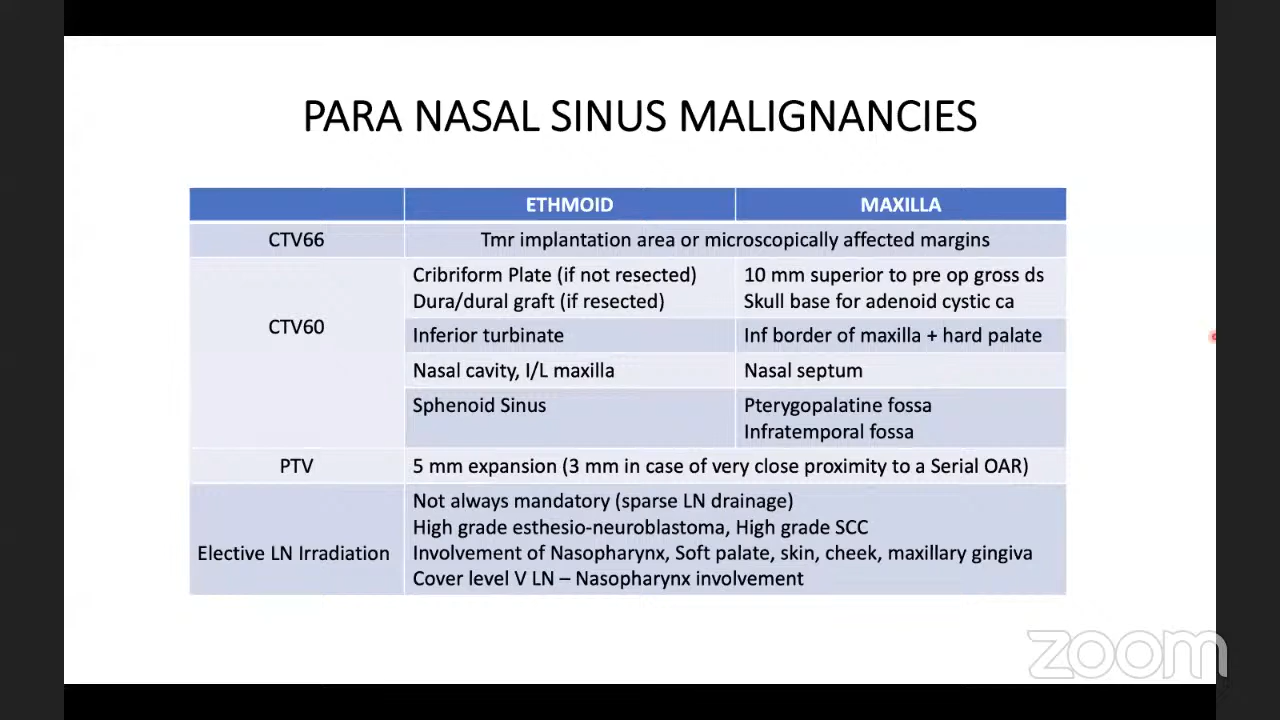 PARA NASAL SINUS MALIGNANCIES
ETHMOID MAXILLA
CTV66 Tmr implantation area or microscopically affected margins
CTV60
Cribriform Plate (if not resected) 10 mm superior to pre op gross ds
Dura/dural graft (if resected) Skull base for adenoid cystic ca
Inferior turbinate Inf border of maxilla + hard palate
Nasal cavity, I/L maxilla Nasal septum
Sphenoid Sinus Pterygopalatine fossa
Infratemporal fossa
PTV 5 mm expansion (3 mm in case of very close proximity to a Serial OAR)
Elective LN Irradiation
Not always mandatory (sparse LN drainage)
High grade esthesio-neuroblastoma, High grade SCC
Involvement of Nasopharynx, Soft palate, skin, cheek, maxillary gingiva
Cover level V LN – Nasopharynx involvement
zoom